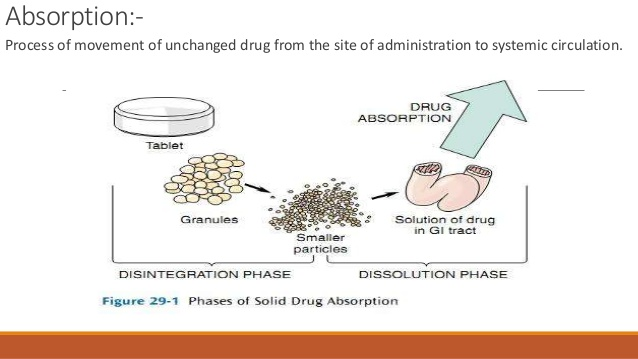 Absorption:-
Process of movement of unchanged drug from the site of administration to systemic circulation.
DRUG
ABSORPTION
Tablet
Granules
Smaller
particles
Solution of drug
in GI tract
DISINTEGRATION PHASE
DISSOLUTION PHASE
Figure 29-1 Phases of Solid Drug Absorption